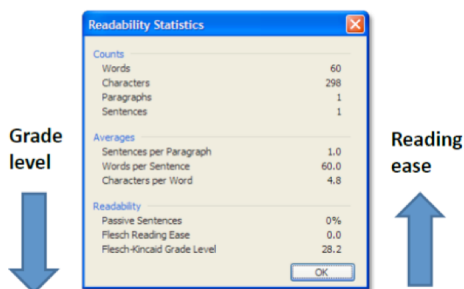 Readability Statistics
Counts
Words 60
Characters 298
Paragraphs 1
Sentences 1
Averages
Sentences per Paragraph 1.0
Words per Sentence 60.0
Characters per Word 4.8
Readability
Passive Sentences 0%
Flesch Reading Ease 0.0
Flesch-Kincaid Grade Level 28.2
OK
Grade
level
Reading
ease